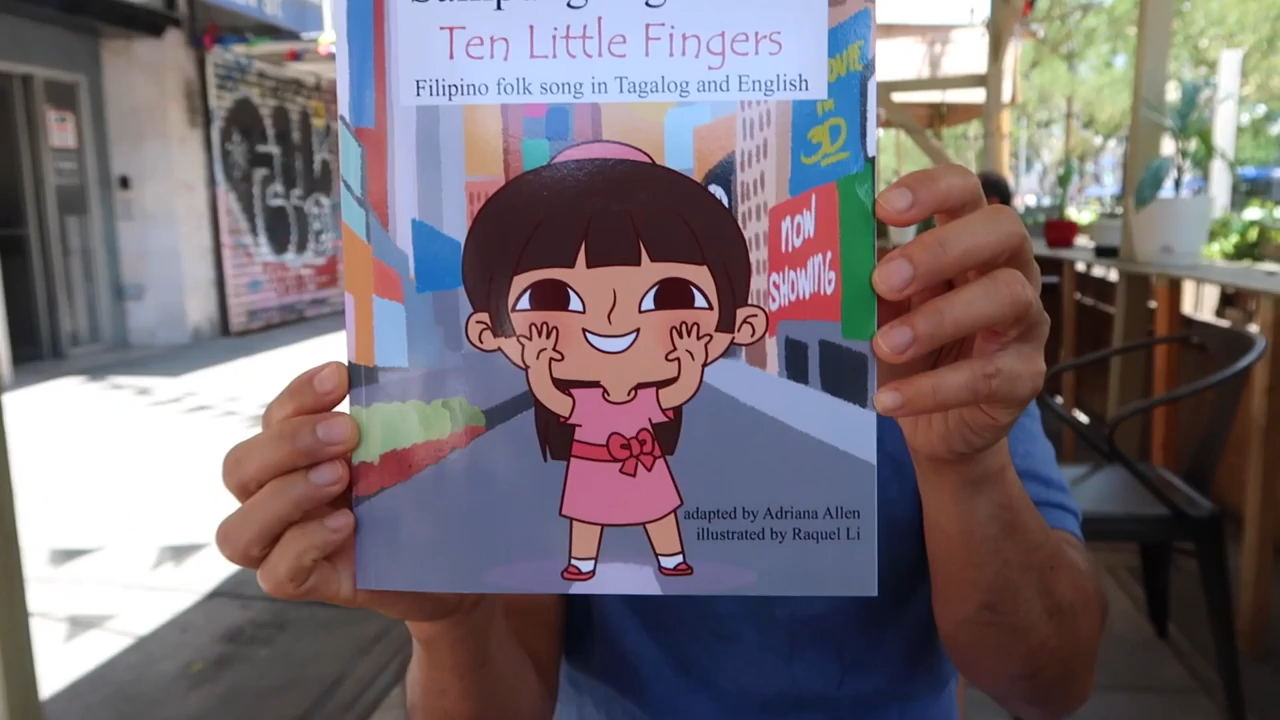 Ten Little Fingers
Filipino folk song in Tagalog and English
IN
3D
NOW
SHOWING
adapted by Adriana Allen
illustrated by Raquel Li